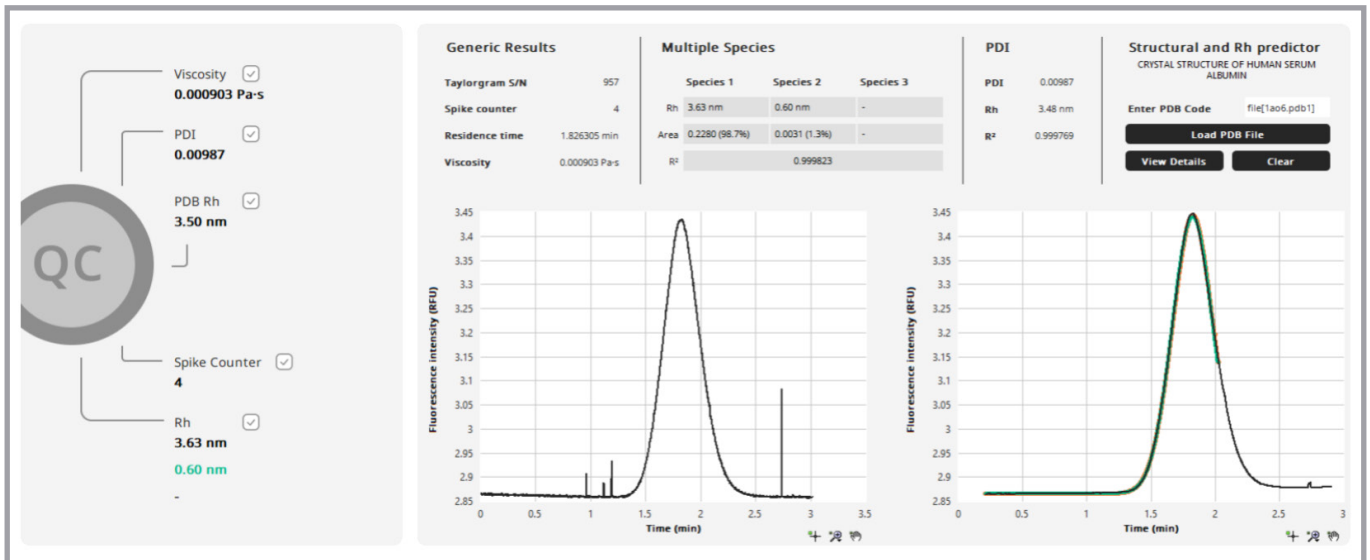 QC
Viscosity
0.000903 Pa·s
PDI
0.00987
PDB Rh
3.50 nm
Spike Counter
4
Rh
3.63 nm
0.60 nm
-
Generic Results
Taylorgram S/N 957
Spike counter 4
Residence time 1.826305 min
Viscosity 0.000903 Pa·s
Multiple Species
Species 1 Species 2 Species 3
Rh 3.63 nm 0.60 nm -
Area 0.2280 (98.7%) 0.0031 (1.3%) -
R² 0.999823
PDI
PDI 0.00987
Rh 3.48 nm
R² 0.999769
Structural and Rh predictor
CRYSTAL STRUCTURE OF HUMAN SERUM
ALBUMIN
Enter PDB Code file[1ao6.pdb1]
Load PDB File
View Details Clear
Fluorescence intensity (RFU)
3.45
3.4
3.35
3.3
3.25
3.2
3.15
3.1
3.05
3
2.95
2.9
2.85
0 0.5 1 1.5 2 2.5 3 3.5
Time (min)
Fluorescence intensity (RFU)
3.45
3.4
3.35
3.3
3.25
3.2
3.15
3.1
3.05
3
2.95
2.9
2.85
0 0.5 1 1.5 2 2.5 3
Time (min)